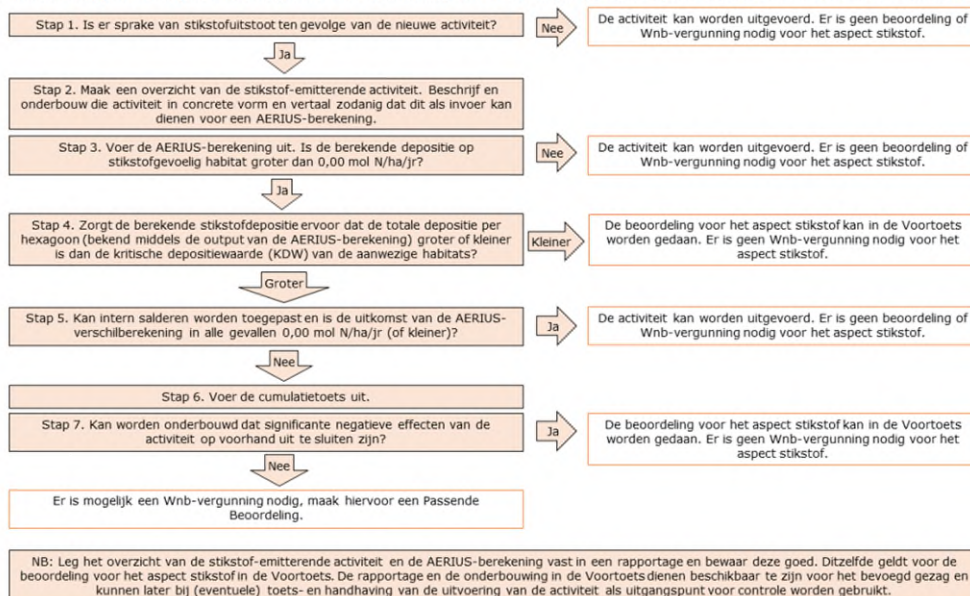 Stap 1. Is er sprake van stikstofuitstoot ten gevolge van de nieuwe activiteit?
Nee
De activiteit kan worden uitgevoerd. Er is geen beoordeling of
Wnb-vergunning nodig voor het aspect stikstof.
Ja
Stap 2. Maak een overzicht van de stikstof-emitterende activiteit. Beschrijf en
onderbouw die activiteit in concrete vorm en vertaal zodanig dat dit als invoer kan
dienen voor een AERIUS-berekening.
Stap 3. Voer de AERIUS-berekening uit. Is de berekende depositie op
stikstofgevoelig habitat groter dan 0,00 mol N/ha/jr?
Nee
De activiteit kan worden uitgevoerd. Er is geen beoordeling of
Wnb-vergunning nodig voor het aspect stikstof.
Ja
Stap 4. Zorgt de berekende stikstofdepositie ervoor dat de totale depositie per
hexagoon (bekend middels de output van de AERIUS-berekening) groter of kleiner
is dan de kritische depositiewaarde (KDW) van de aanwezige habitats?
Kleiner
De beoordeling voor het aspect stikstof kan in de Voortoets
worden gedaan. Er is geen Wnb-vergunning nodig voor het
aspect stikstof.
Groter
Stap 5. Kan intern salderen worden toegepast en is de uitkomst van de AERIUS-
verschilberekening in alle gevallen 0,00 mol N/ha/jr (of kleiner)?
Ja
De activiteit kan worden uitgevoerd. Er is geen beoordeling of
Wnb-vergunning nodig voor het aspect stikstof.
Nee
Stap 6. Voer de cumulatietoets uit.
Stap 7. Kan worden onderbouwd dat significante negatieve effecten van de
activiteit op voorhand uit te sluiten zijn?
Ja
De beoordeling voor het aspect stikstof kan in de Voortoets
worden gedaan. Er is geen Wnb-vergunning nodig voor het
aspect stikstof.
Nee
Er is mogelijk een Wnb-vergunning nodig, maak hiervoor een Passende
Beoordeling.
NB: Leg het overzicht van de stikstof-emitterende activiteit en de AERIUS-berekening vast in een rapportage en bewaar deze goed. Ditzelfde geldt voor de
beoordeling voor het aspect stikstof in de Voortoets. De rapportage en de onderbouwing in de Voortoets dienen beschikbaar te zijn voor het bevoegd gezag en
kunnen later bij (eventuele) toets- en handhaving van de uitvoering van de activiteit als uitgangspunt voor controle worden gebruikt.